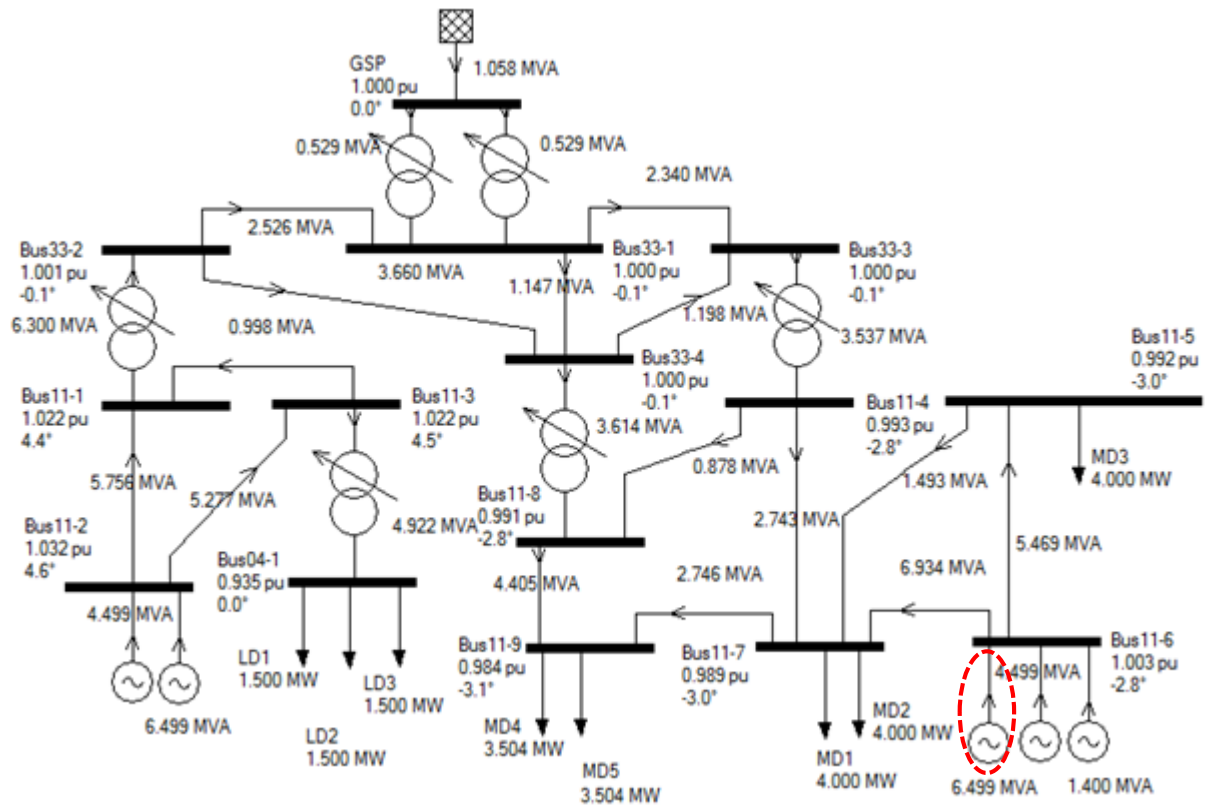 GSP
1.000 pu
0.0°
1.058 MVA
0.529 MVA
0.529 MVA
2.340 MVA
2.526 MVA
Bus33-2
1.001 pu
-0.1°
3.660 MVA
Bus33-1
1.000 pu
-0.1°
Bus33-3
1.000 pu
-0.1°
1.147 MVA
6.300 MVA
0.998 MVA
1.198 MVA
3.537 MVA
Bus33-4
1.000 pu
-0.1°
Bus11-5
0.992 pu
-3.0°
Bus11-1
1.022 pu
4.4°
Bus11-3
1.022 pu
4.5°
3.614 MVA
Bus11-4
0.993 pu
-2.8°
0.878 MVA
MD3
4.000 MW
5.756 MVA
5.277 MVA
1.493 MVA
Bus11-8
0.991 pu
-2.8°
4.922 MVA
2.743 MVA
Bus11-2
1.032 pu
4.6°
5.469 MVA
Bus04-1
0.935 pu
0.0°
4.405 MVA
2.746 MVA
6.934 MVA
4.499 MVA
Bus11-9
0.984 pu
-3.1°
Bus11-7
0.989 pu
-3.0°
Bus11-6
1.003 pu
-2.8°
4.499 MVA
LD1
1.500 MW
LD3
1.500 MW
6.499 MVA
LD2
1.500 MW
MD4
3.504 MW
MD5
3.504 MW
MD2
4.000 MW
MD1
4.000 MW
6.499 MVA
1.400 MVA